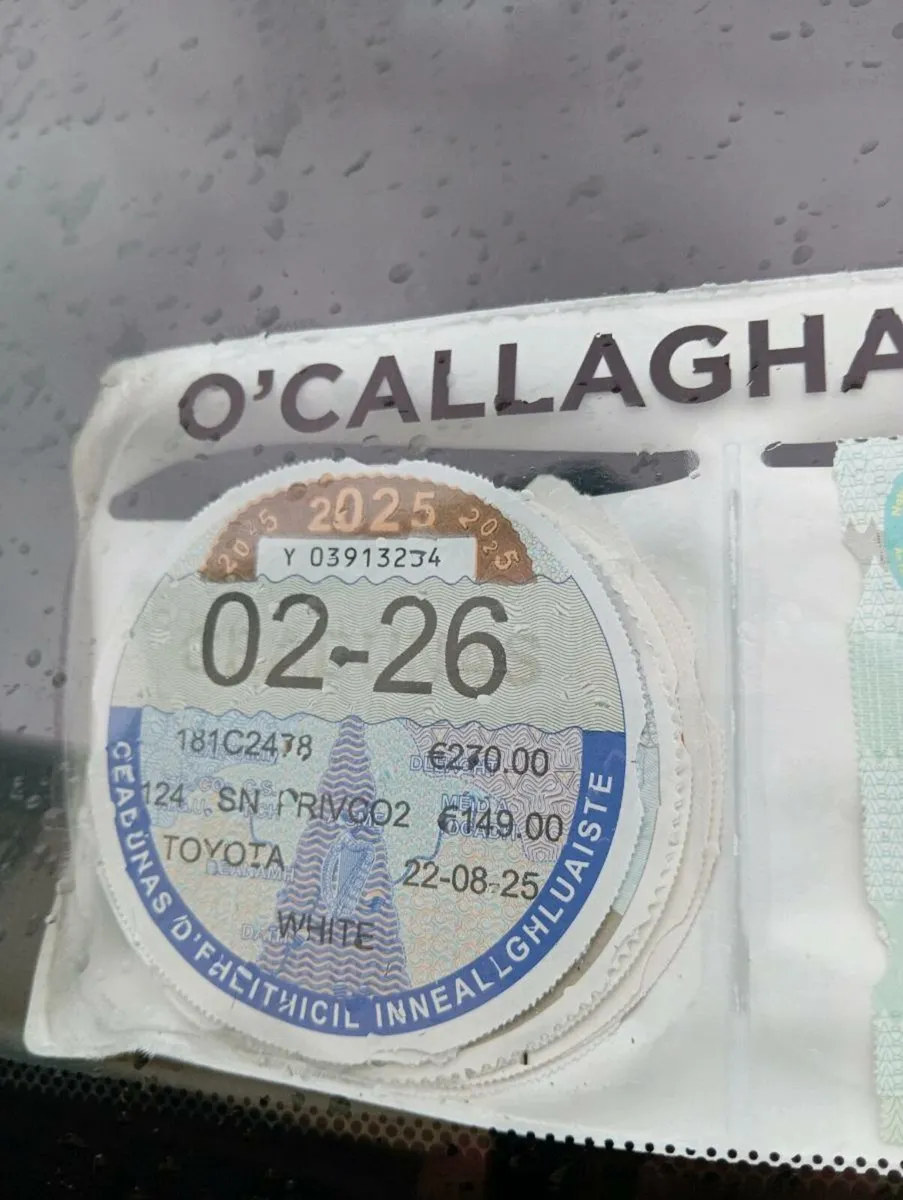 O'CALLAGHA
2025 2025 2025
Y 03913234
02-26
181C2478 €270.00
124 SN PRIVCO2 €149.00
TOYOTA 22-08-25
WHITE
CEADÚNAS D'FHEITHICIL INNEALLGHLUAISTE